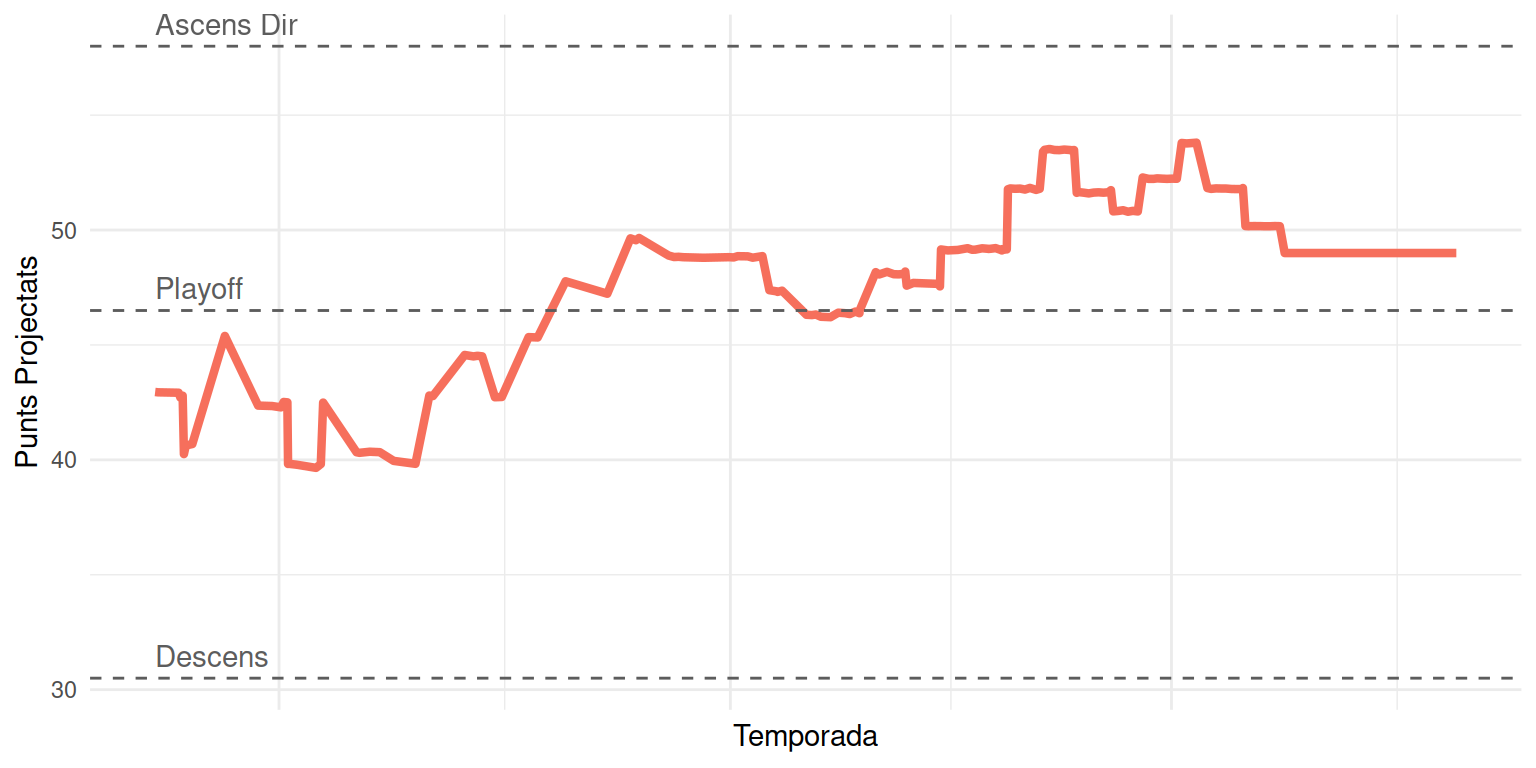 Ascens Dir
50
Playoff
Punts Projectats
40
Descens
30
Temporada